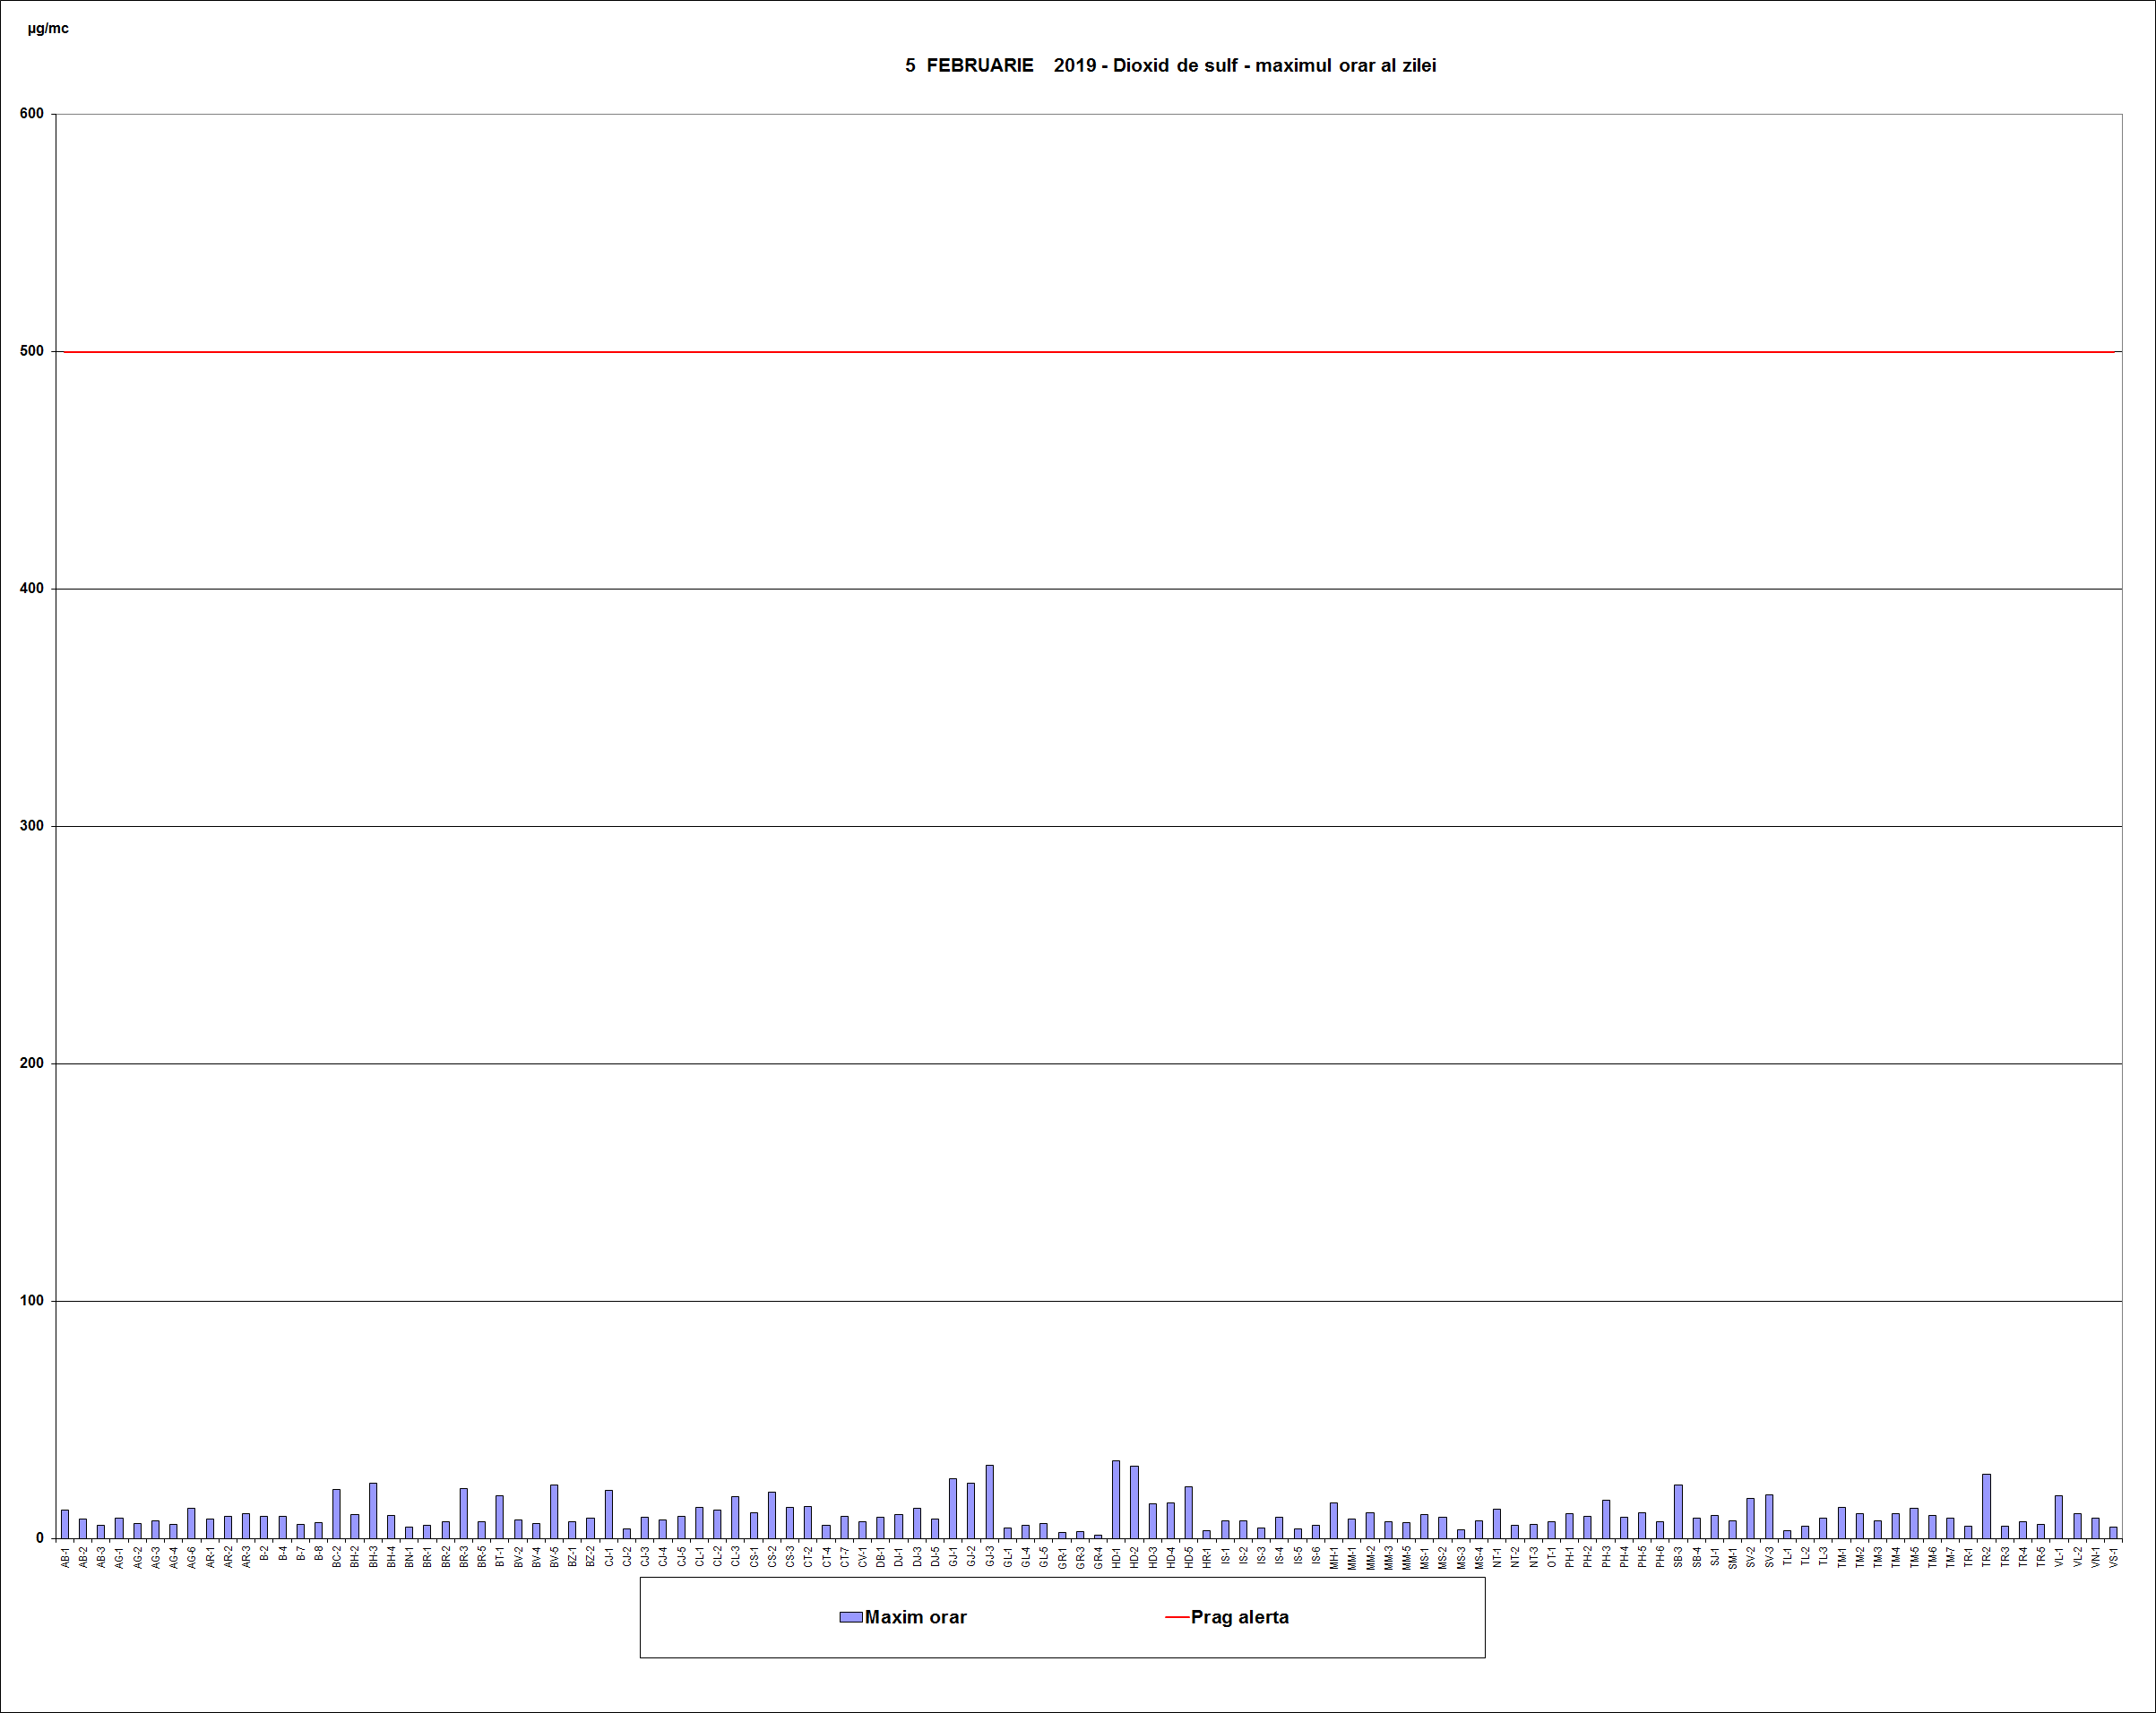 µg/mc
5 FEBRUARIE 2019 - Dioxid de sulf - maximul orar al zilei
600
500
400
300
200
100
0
AB-1 AB-2 AB-3 AG-1 AG-2 AG-3 AG-4 AG-6 AR-1 AR-2 AR-3 B-2 B-4 B-7 B-8 BC-2 BH-2 BH-3 BH-4 BN-1 BR-1 BR-2 BR-3 BR-5 BT-1 BV-2 BV-4 BV-5 BZ-1 BZ-2 CJ-1 CJ-2 CJ-3 CJ-4 CJ-5 CL-1 CL-2 CL-3 CS-1 CS-2 CS-3 CT-2 CT-4 CT-7 CV-1 DB-1 DJ-1 DJ-3 DJ-5 GJ-1 GJ-2 GJ-3 GL-1 GL-4 GL-5 GR-1 GR-3 GR-4 HD-1 HD-2 HD-3 HD-4 HD-5 HR-1 IS-1 IS-2 IS-3 IS-4 IS-5 IS-6 MH-1 MM-1 MM-2 MM-3 MM-5 MS-1 MS-2 MS-3 MS-4 NT-1 NT-2 NT-3 OT-1 PH-1 PH-2 PH-3 PH-4 PH-5 PH-6 SB-3 SB-4 SJ-1 SM-1 SV-2 SV-3 TL-1 TL-2 TL-3 TM-1 TM-2 TM-3 TM-4 TM-5 TM-6 TM-7 TR-1 TR-2 TR-3 TR-4 TR-5 VL-1 VL-2 VN-1 VS-1
Maxim orar Prag alerta